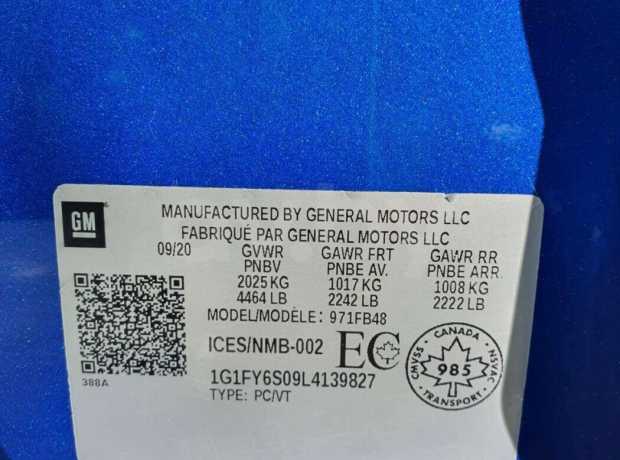 GM
MANUFACTURED BY GENERAL MOTORS LLC
FABRIQUÉ PAR GENERAL MOTORS LLC
09/20 GVWR GAWR FRT GAWR RR
PNBV PNBE AV. PNBE ARR.
2025 KG 1017 KG 1008 KG
4464 LB 2242 LB 2222 LB
MODEL/MODÈLE: 971FB48
ICES/NMB-002 EC
CANADA
CMVSS 985 NSVAC
TRANSPORT
1G1FY6S09L4139827
388A
TYPE: PC/VT